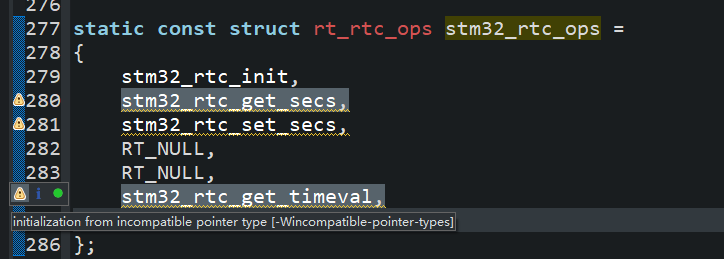 276
277 static const struct rt_rtc_ops stm32_rtc_ops =
278 {
279 stm32_rtc_init,
280 stm32_rtc_get_secs,
281 stm32_rtc_set_secs,
282 RT_NULL,
283 RT_NULL,
stm32_rtc_get_timeval,
initialization from incompatible pointer type [-Wincompatible-pointer-types]
286 };